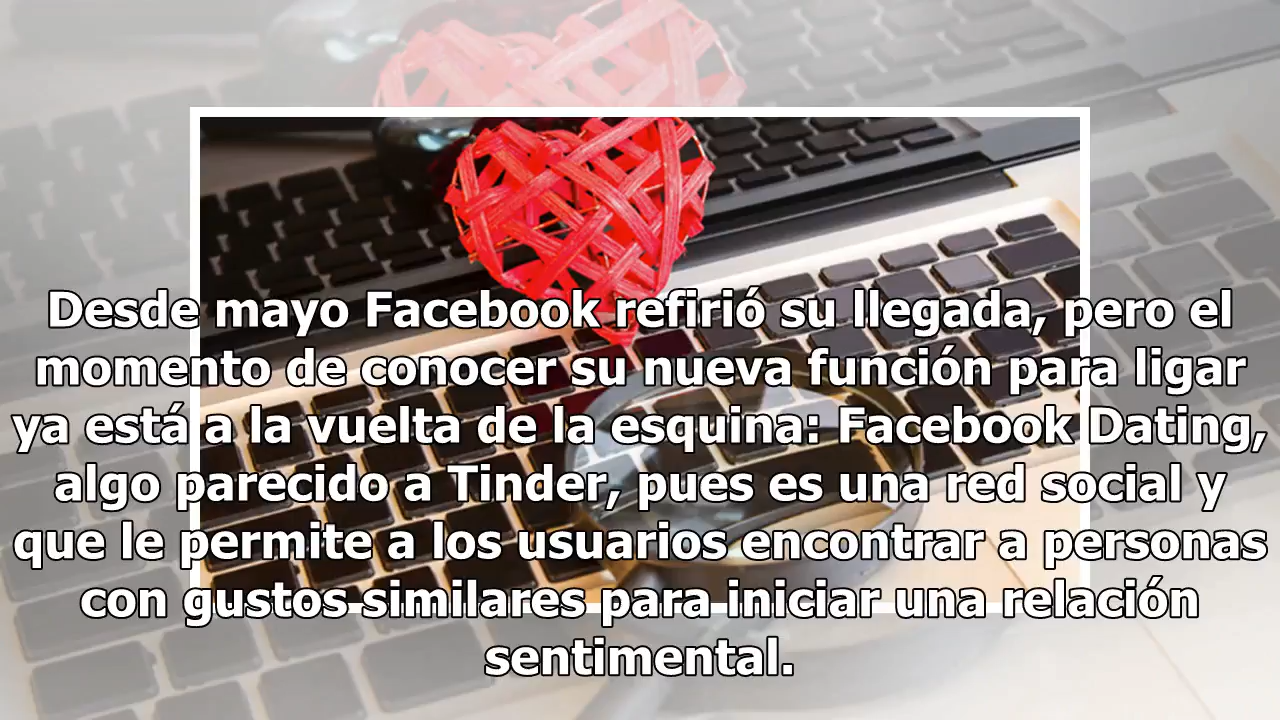 Desde mayo Facebook refirió su llegada, pero el
momento de conocer su nueva función para ligar
ya está a la vuelta de la esquina: Facebook Dating,
algo parecido a Tinder, pues es una red social y
que le permite a los usuarios encontrar a personas
con gustos similares para iniciar una relación
sentimental.